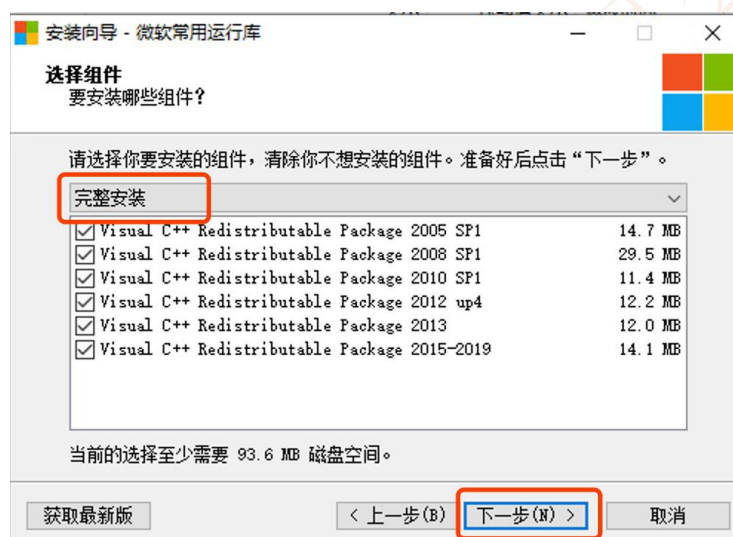 安装向导 - 微软常用运行库
选择组件
要安装哪些组件?
请选择你要安装的组件，清除你不想安装的组件。准备好后点击“下一步”。
完整安装
Visual C++ Redistributable Package 2005 SP1 14.7 MB
Visual C++ Redistributable Package 2008 SP1 29.5 MB
Visual C++ Redistributable Package 2010 SP1 11.4 MB
Visual C++ Redistributable Package 2012 up4 12.2 MB
Visual C++ Redistributable Package 2013 12.0 MB
Visual C++ Redistributable Package 2015-2019 14.1 MB
当前的选择至少需要 93.6 MB 磁盘空间。
获取最新版 < 上一步(B) 下一步(N) > 取消